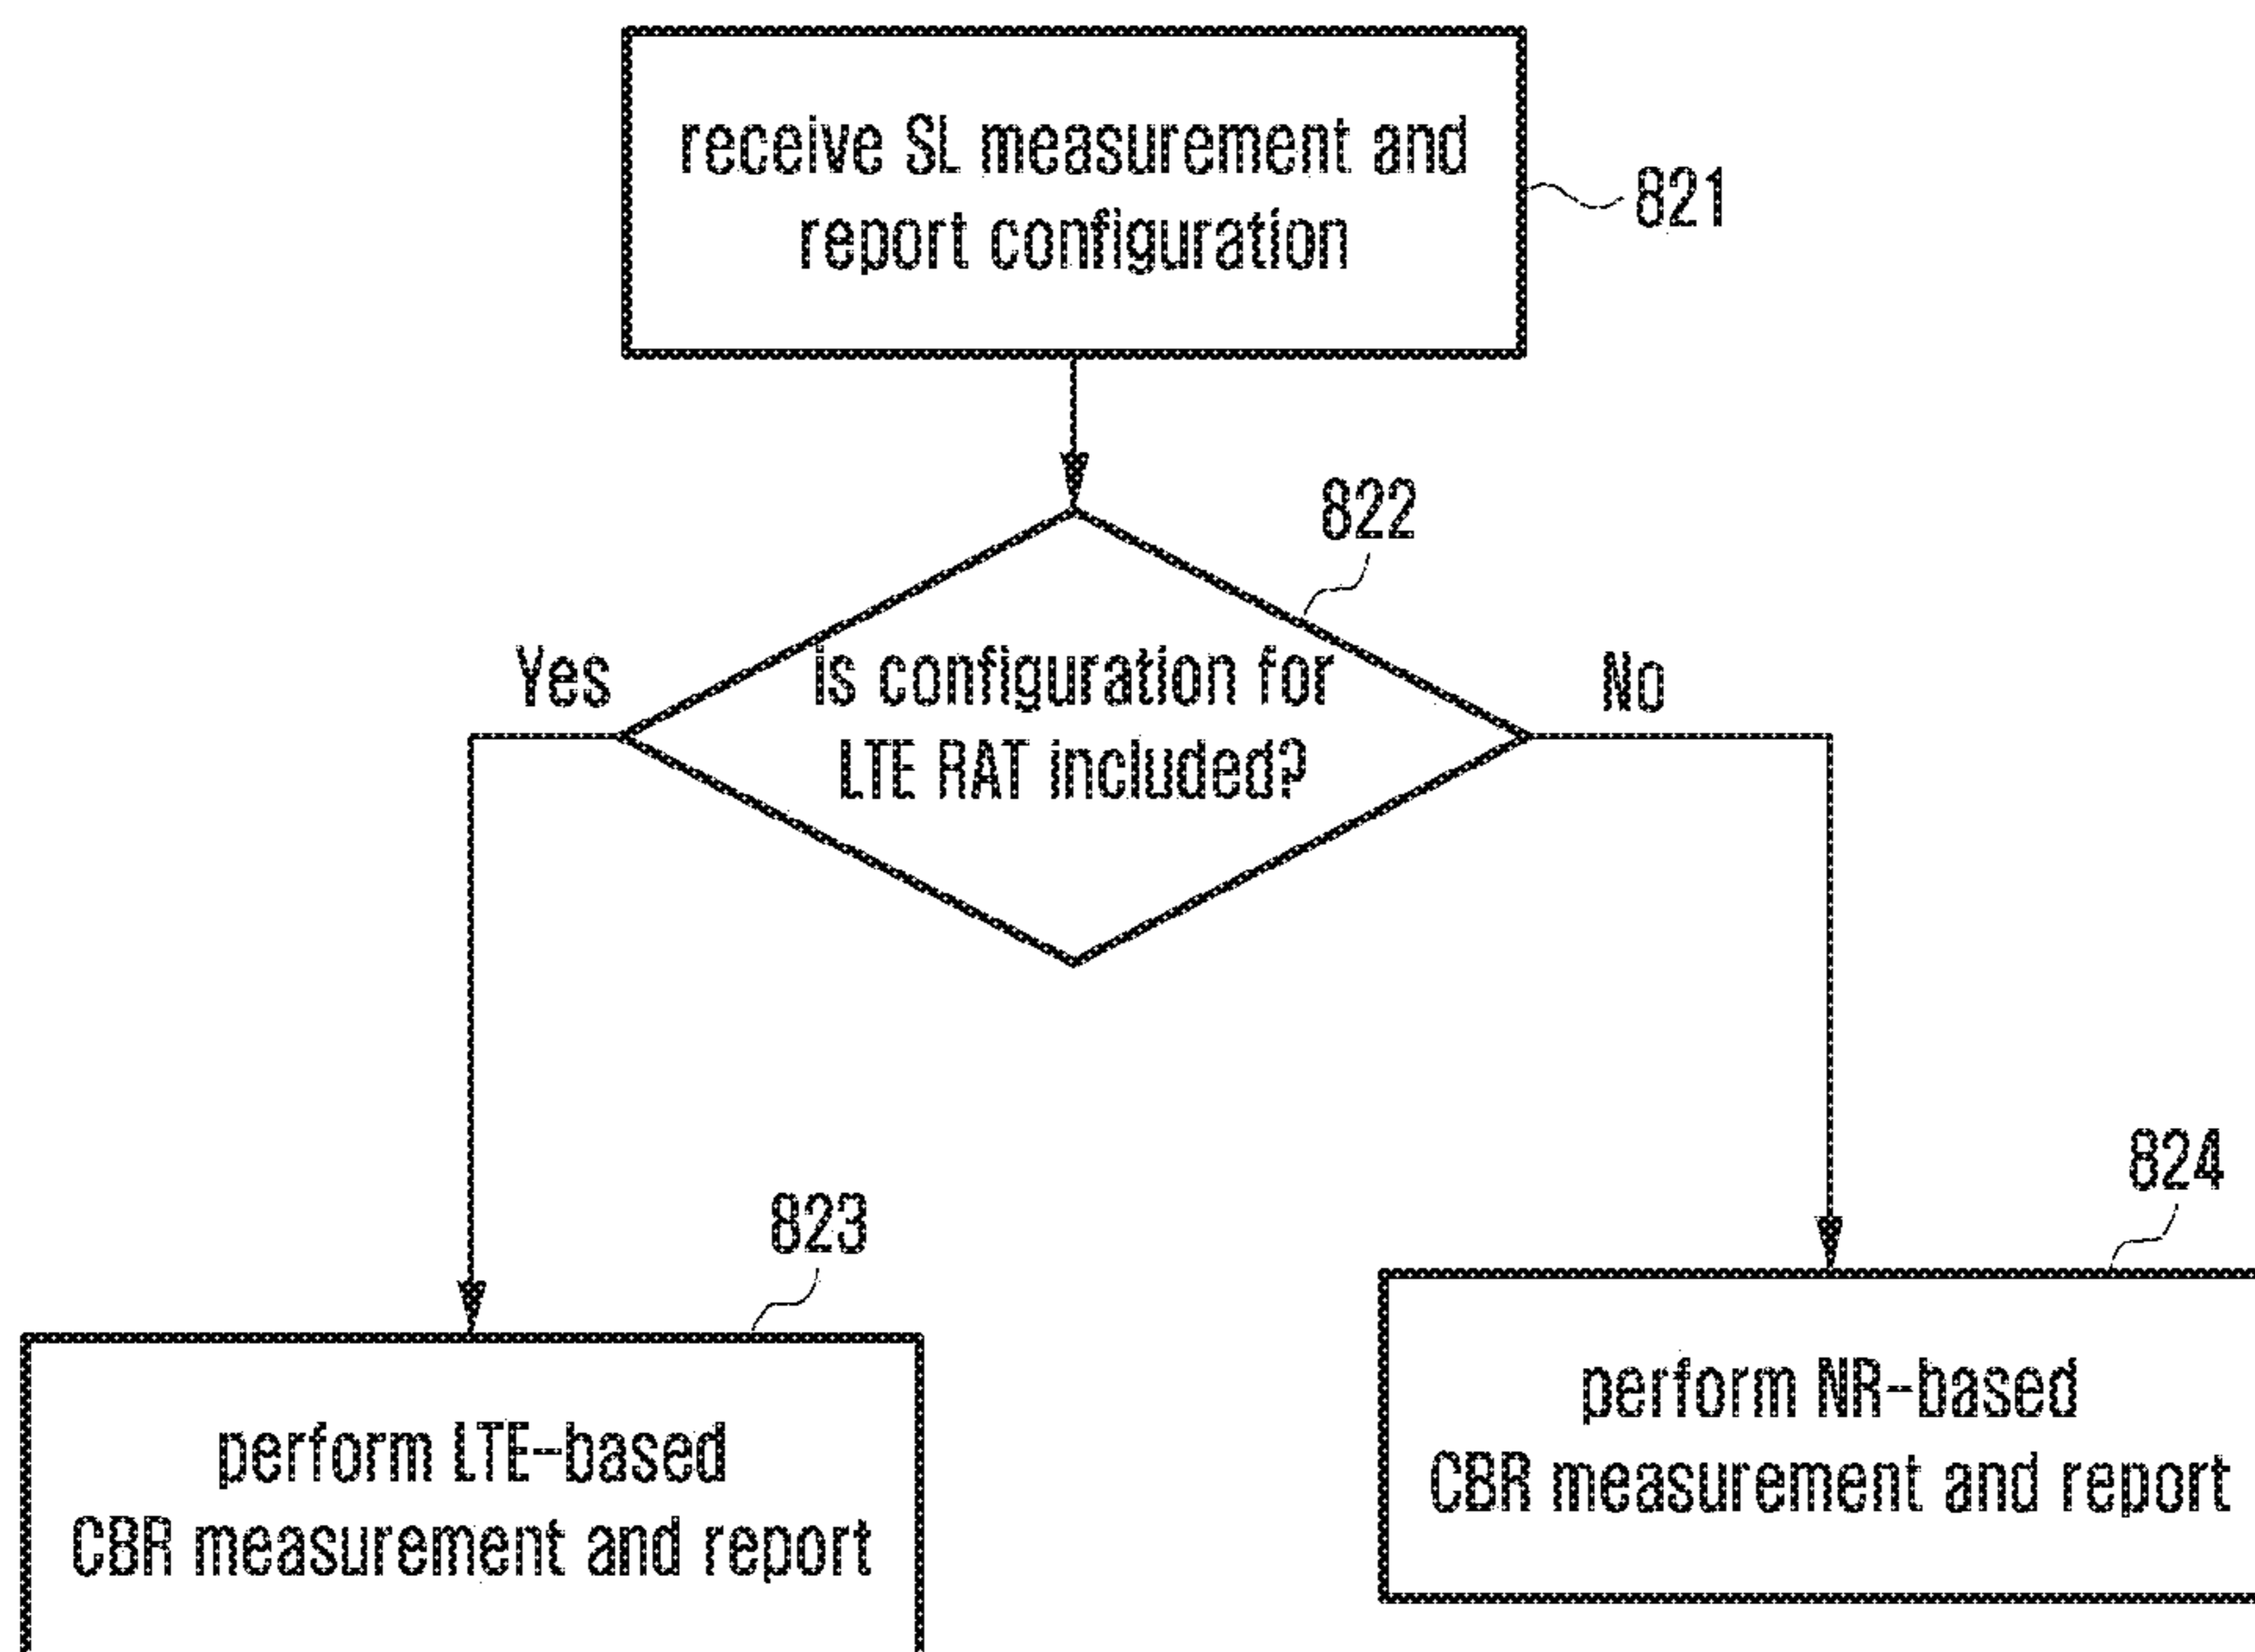 receive SL measurement and
report configuration
821
822
Yes
is configuration for
LTE RAT included?
No
823
perform LTE-based
CBR measurement and report
824
perform NR-based
CBR measurement and report